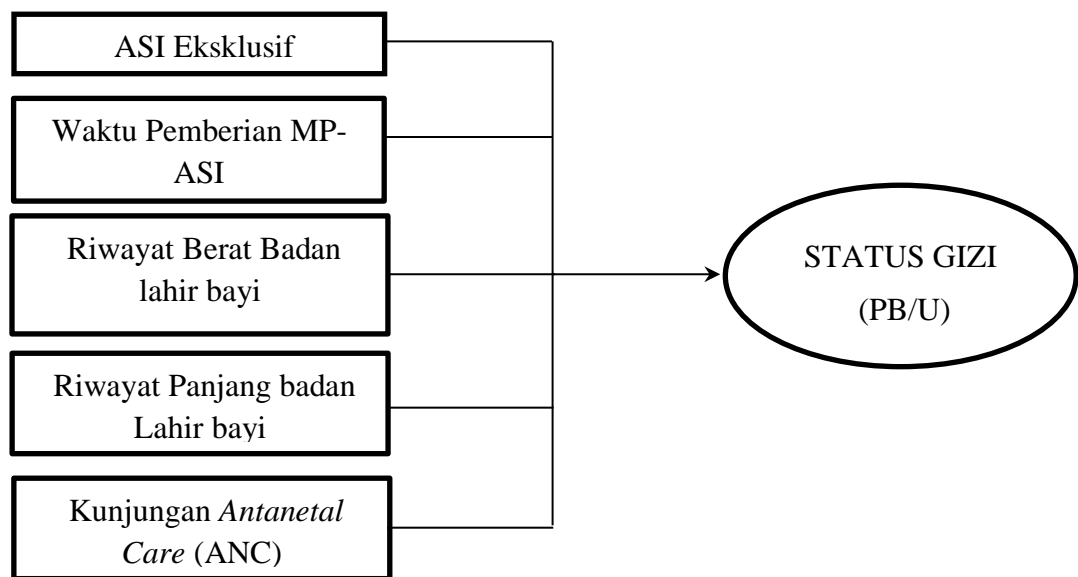 ASI Eksklusif
Waktu Pemberian MP-
ASI
Riwayat Berat Badan
lahir bayi
Riwayat Panjang badan
Lahir bayi
Kunjungan Antanetal
Care (ANC)
STATUS GIZI
(PB/U)